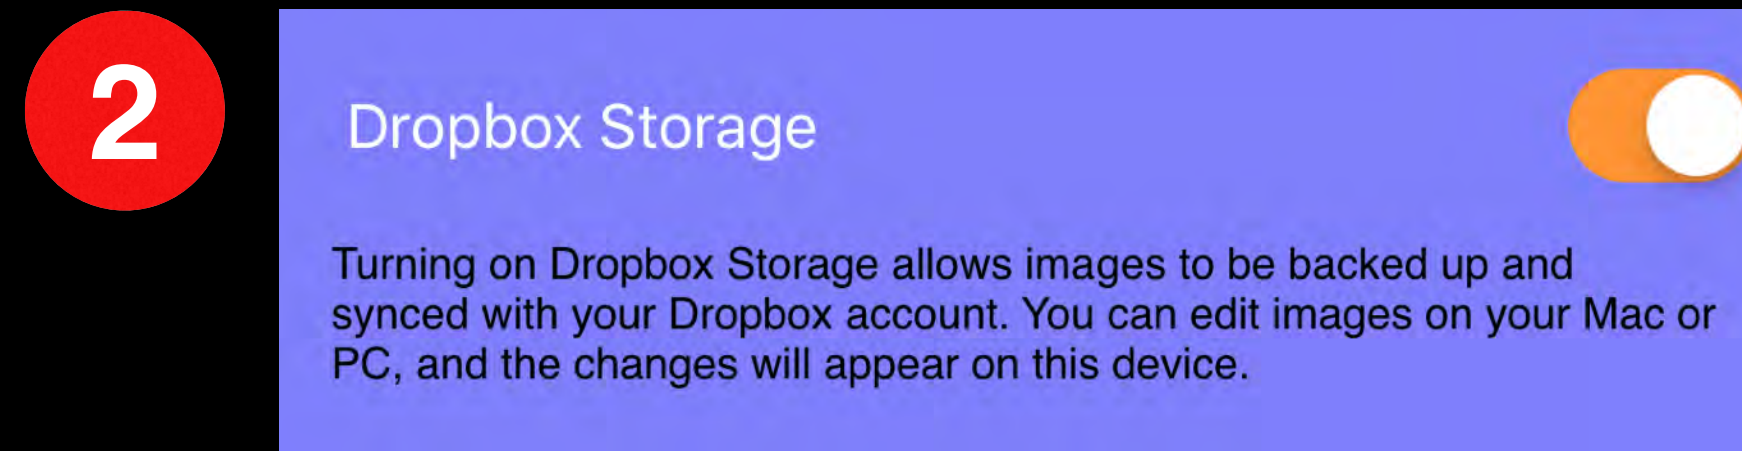 2
Dropbox Storage
Turning on Dropbox Storage allows images to be backed up and
synced with your Dropbox account. You can edit images on your Mac or
PC, and the changes will appear on this device.